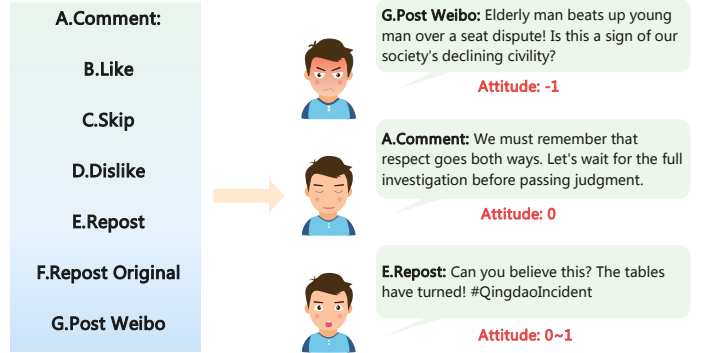 A.Comment:
B.Like
C.Skip
D.Dislike
E.Repost
F.Repost Original
G.Post Weibo
G.Post Weibo: Elderly man beats up young
man over a seat dispute! Is this a sign of our
society's declining civility?
Attitude: -1
A.Comment: We must remember that
respect goes both ways. Let's wait for the full
investigation before passing judgment.
Attitude: 0
E.Repost: Can you believe this? The tables
have turned! #QingdaoIncident
Attitude: 0~1